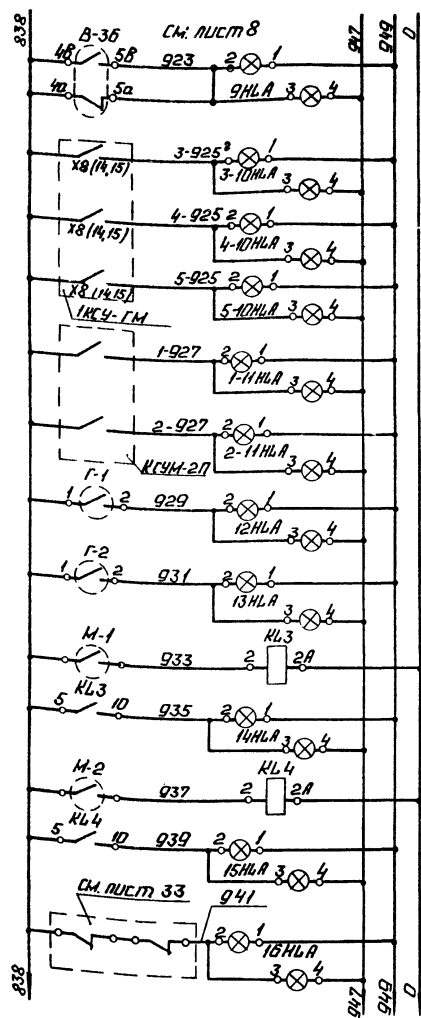 838 См. лист 8 947 949 0
В-3б
4в 5в 923 2 1
4а 5а 9HLA 3 4
3-925 2 1
X8(14,15) 3-10HLA 3 4
4-925 2 1
X8(14,15) 4-10HLA 3 4
5-925 2 1
X8(14,15) 5-10HLA 3 4
1КСУ-ГМ
1-927 2 1
1-11HLA 3 4
2-927 2 1
2-11HLA 3 4
КСУМ-2П
Г-1
1 2 929 2 1
12HLA 3 4
Г-2
1 2 931 2 1
13HLA 3 4
М-1 KL3
933 2 2А
KL3
5 10 935 2 1
14HLA 3 4
М-2 KL4
937 2 2А
KL4
5 10 939 2 1
15HLA 3 4
См. лист 33 941
2 1
16HLA
3 4
838 947 949 0